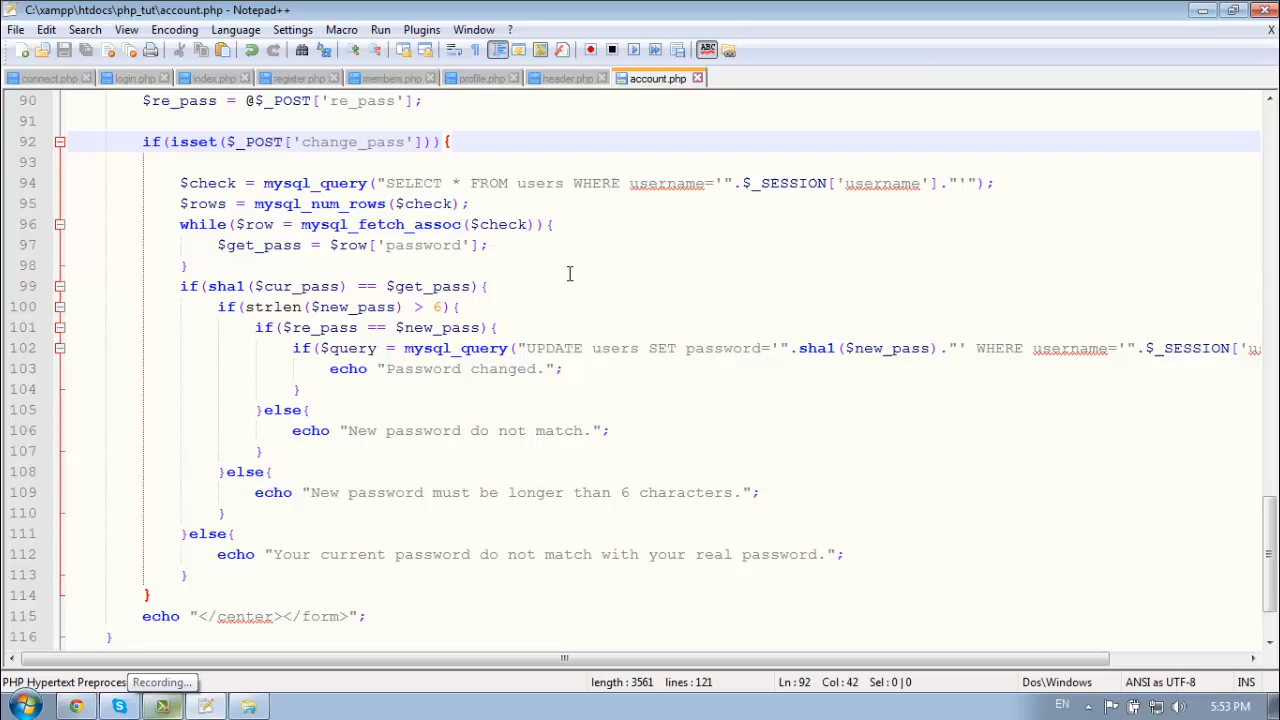 C:\xampp\htdocs\php_tut\account.php - Notepad++
File Edit Search View Encoding Language Settings Macro Run Plugins Window ? X
connect.php login.php index.php register.php members.php profile.php header.php account.php
90 $re_pass = @$_POST['re_pass'];
91
92 if(isset($_POST['change_pass'])){
93
94 $check = mysql_query("SELECT * FROM users WHERE username='".$_SESSION['username']."'");
95 $rows = mysql_num_rows($check);
96 while($row = mysql_fetch_assoc($check)){
97 $get_pass = $row['password'];
98 }
99 if(sha1($cur_pass) == $get_pass){
100 if(strlen($new_pass) > 6){
101 if($re_pass == $new_pass){
102 if($query = mysql_query("UPDATE users SET password='".sha1($new_pass)."' WHERE username='".$_SESSION['u
103 echo "Password changed.";
104 }
105 }else{
106 echo "New password do not match.";
107 }
108 }else{
109 echo "New password must be longer than 6 characters.";
110 }
111 }else{
112 echo "Your current password do not match with your real password.";
113 }
114 }
115 echo "</center></form>";
116 }
PHP Hypertext Preproces Recording... length : 3561 lines : 121 Ln : 92 Col : 42 Sel : 0 | 0 Dos\Windows ANSI as UTF-8 INS
EN 5:53 PM